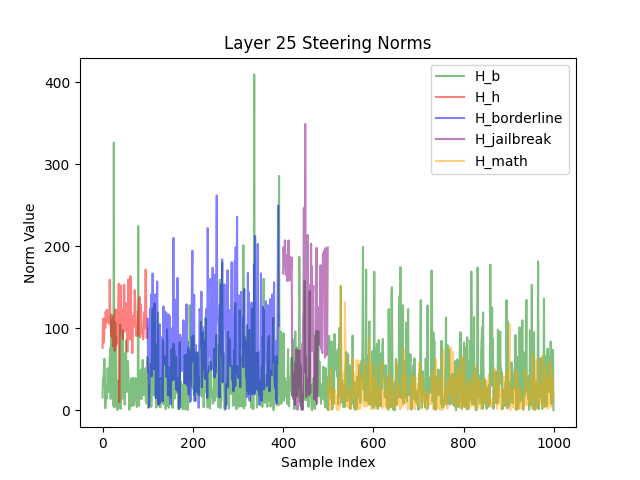 Layer 25 Steering Norms
H_b
H_h
H_borderline
H_jailbreak
H_math
Norm Value
400
300
200
100
0
0 200 400 600 800 1000
Sample Index